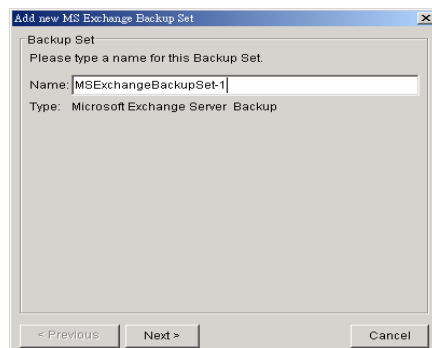 Add new MS Exchange Backup Set
Backup Set
Please type a name for this Backup Set.
Name: MSExchangeBackupSet-1
Type: Microsoft Exchange Server Backup
< Previous Next > Cancel